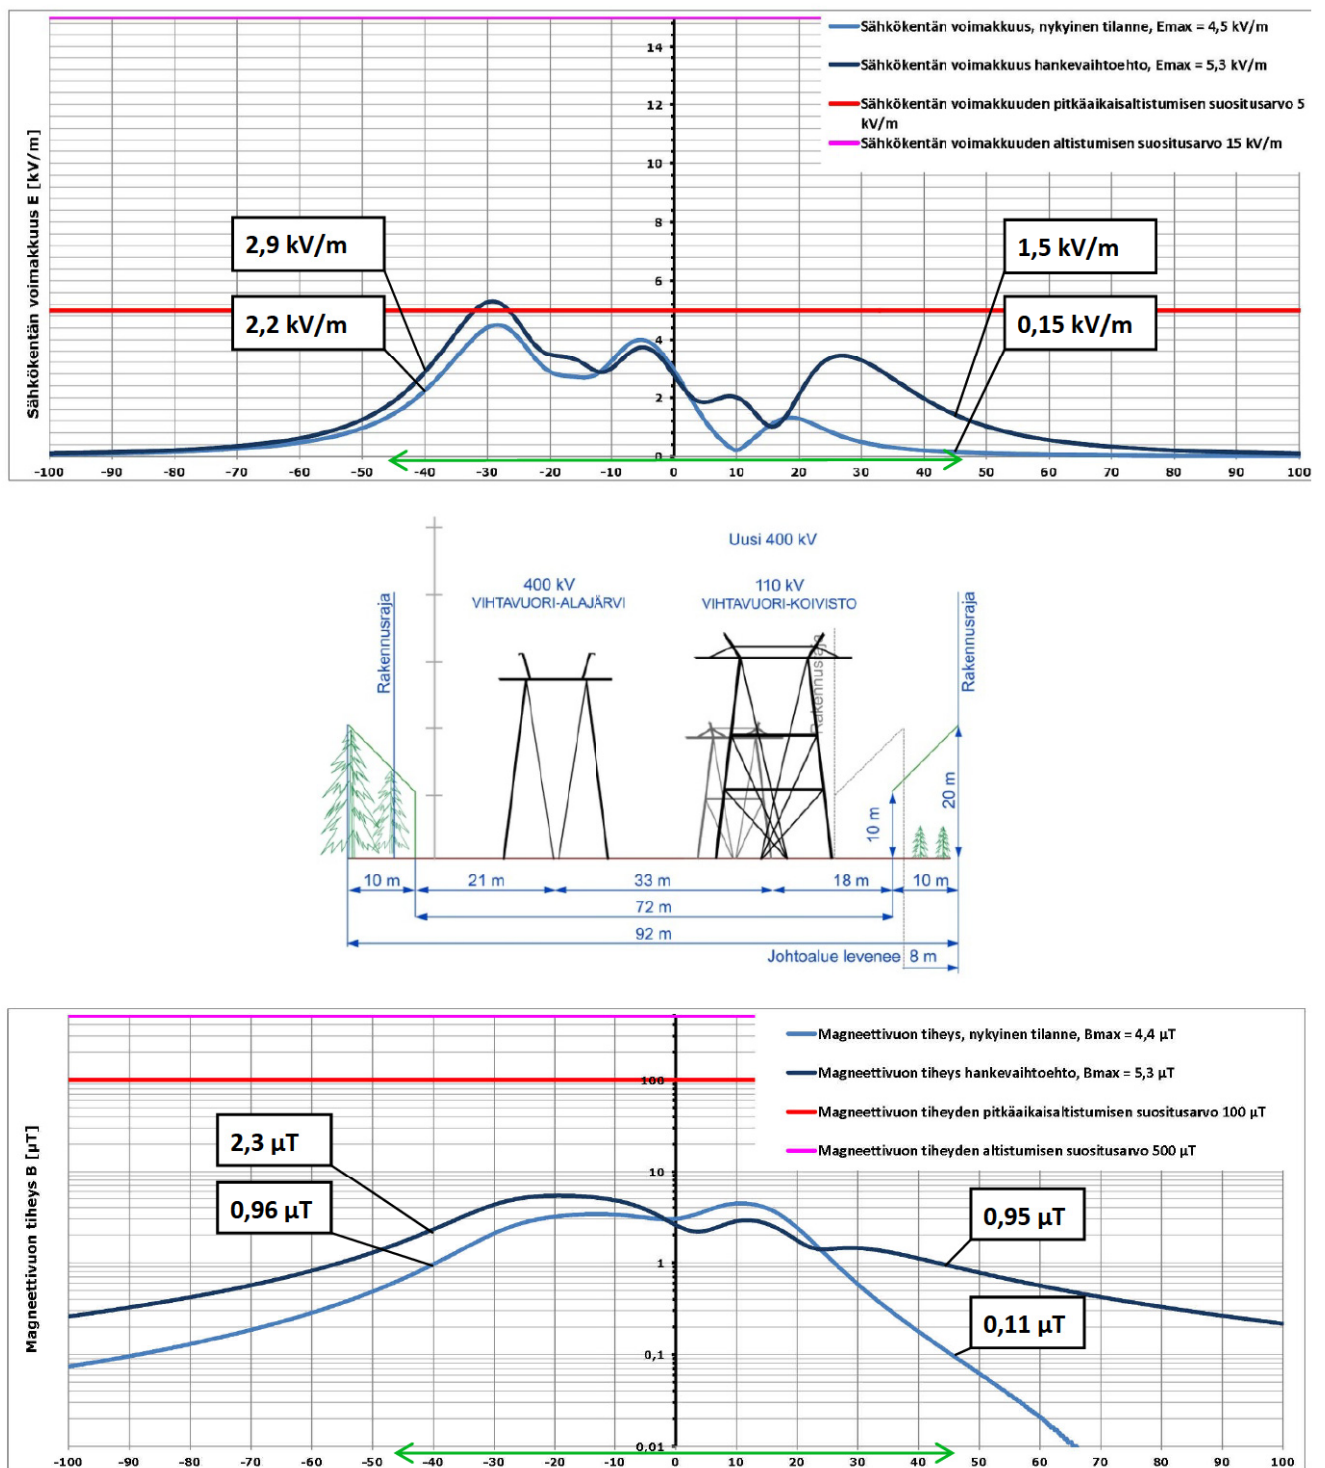 Sähkökentän voimakkuus, nykyinen tilanne, Emax = 4,5 kV/m
Sähkökentän voimakkuus hankevaihtoehto, Emax = 5,3 kV/m
Sähkökentän voimakkuuden pitkäaikaisaltistumisen suositusarvo 5
kV/m
Sähkökentän voimakkuuden altistumisen suositusarvo 15 kV/m
Sähkökentän voimakkuus E [kV/m]
14
12
10
8
6
4
2
0
2,9 kV/m
2,2 kV/m
1,5 kV/m
0,15 kV/m
-100 -90 -80 -70 -60 -50 -40 -30 -20 -10 0 10 20 30 40 50 60 70 80 90 100
Uusi 400 kV
400 kV
VIHTAVUORI-ALAJÄRVI
110 kV
VIHTAVUORI-KOIVISTO
Rakennusraja
Rakennusraja
Rakennusraja
10 m
20 m
10 m 21 m 33 m 18 m 10 m
72 m
92 m
Johtoalue levenee 8 m
Magneettivuon tiheys, nykyinen tilanne, Bmax = 4,4 µT
Magneettivuon tiheys hankevaihtoehto, Bmax = 5,3 µT
Magneettivuon tiheyden pitkäaikaisaltistumisen suositusarvo 100 µT
Magneettivuon tiheyden altistumisen suositusarvo 500 µT
Magneettivuon tiheys B [µT]
100
10
1
0,1
0,01
2,3 µT
0,96 µT
0,95 µT
0,11 µT
-100 -90 -80 -70 -60 -50 -40 -30 -20 -10 0 10 20 30 40 50 60 70 80 90 100